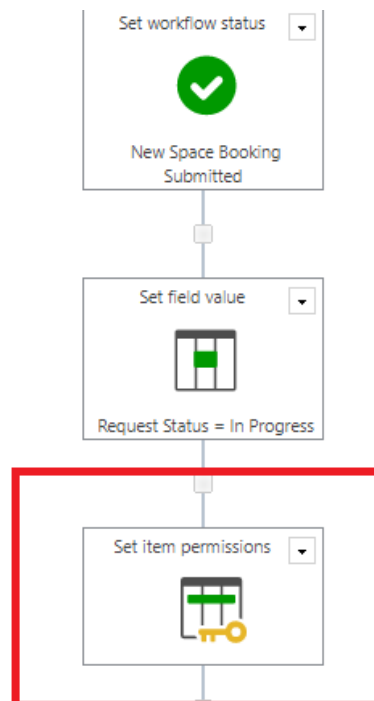 Set workflow status
New Space Booking
Submitted
Set field value
Request Status = In Progress
Set item permissions